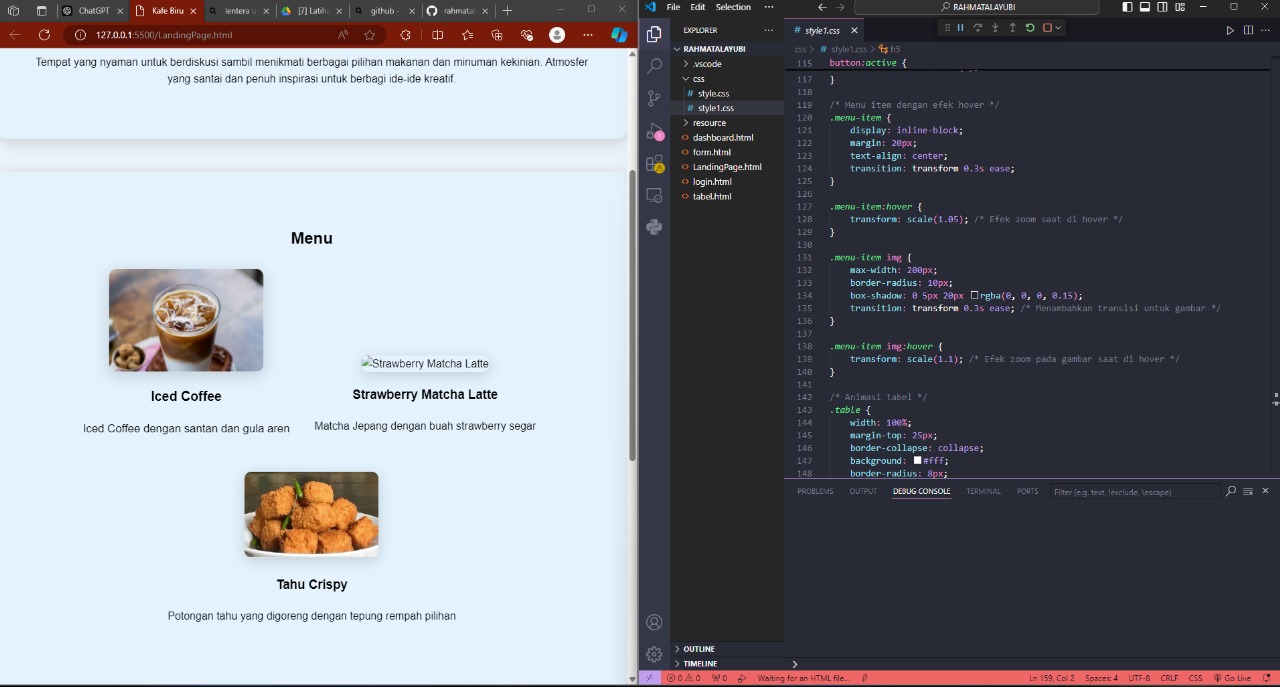 ChatGPT
Kafe Biru
lentera u
[7] Latiha
github -
rahmatal
127.0.0.1:5500/LandingPage.html
Tempat yang nyaman untuk berdiskusi sambil menikmati berbagai pilihan makanan dan minuman kekinian. Atmosfer
yang santai dan penuh inspirasi untuk berbagi ide-ide kreatif.
Menu
Iced Coffee
Iced Coffee dengan santan dan gula aren
Strawberry Matcha Latte
Strawberry Matcha Latte
Matcha Jepang dengan buah strawberry segar
Tahu Crispy
Potongan tahu yang digoreng dengan tepung rempah pilihan
File Edit Selection ···
RAHMATALAYUBI
EXPLORER
RAHMATALAYUBI
.vscode
css
# style.css
# style1.css
resource
dashboard.html
form.html
LandingPage.html
login.html
tabel.html
OUTLINE
TIMELINE
# style1.css
css > # style1.css > h5
115 button:active {
117 }
118
119 /* Menu item dengan efek hover */
120 .menu-item {
121 display: inline-block;
122 margin: 20px;
123 text-align: center;
124 transition: transform 0.3s ease;
125 }
126
127 .menu-item:hover {
128 transform: scale(1.05); /* Efek zoom saat di hover */
129 }
130
131 .menu-item img {
132 max-width: 200px;
133 border-radius: 10px;
134 box-shadow: 0 5px 20px rgba(0, 0, 0, 0.15);
135 transition: transform 0.3s ease; /* Menambahkan transisi untuk gambar */
136 }
137
138 .menu-item img:hover {
139 transform: scale(1.1); /* Efek zoom pada gambar saat di hover */
140 }
141
142 /* Animasi tabel */
143 .table {
144 width: 100%;
145 margin-top: 25px;
146 border-collapse: collapse;
147 background: #fff;
148 border-radius: 8px;
PROBLEMS OUTPUT DEBUG CONSOLE TERMINAL PORTS Filter (e.g. text, !exclude, \escape)
0 0 0 Waiting for an HTML file... Ln 159, Col 2 Spaces: 4 UTF-8 CRLF CSS Go Live